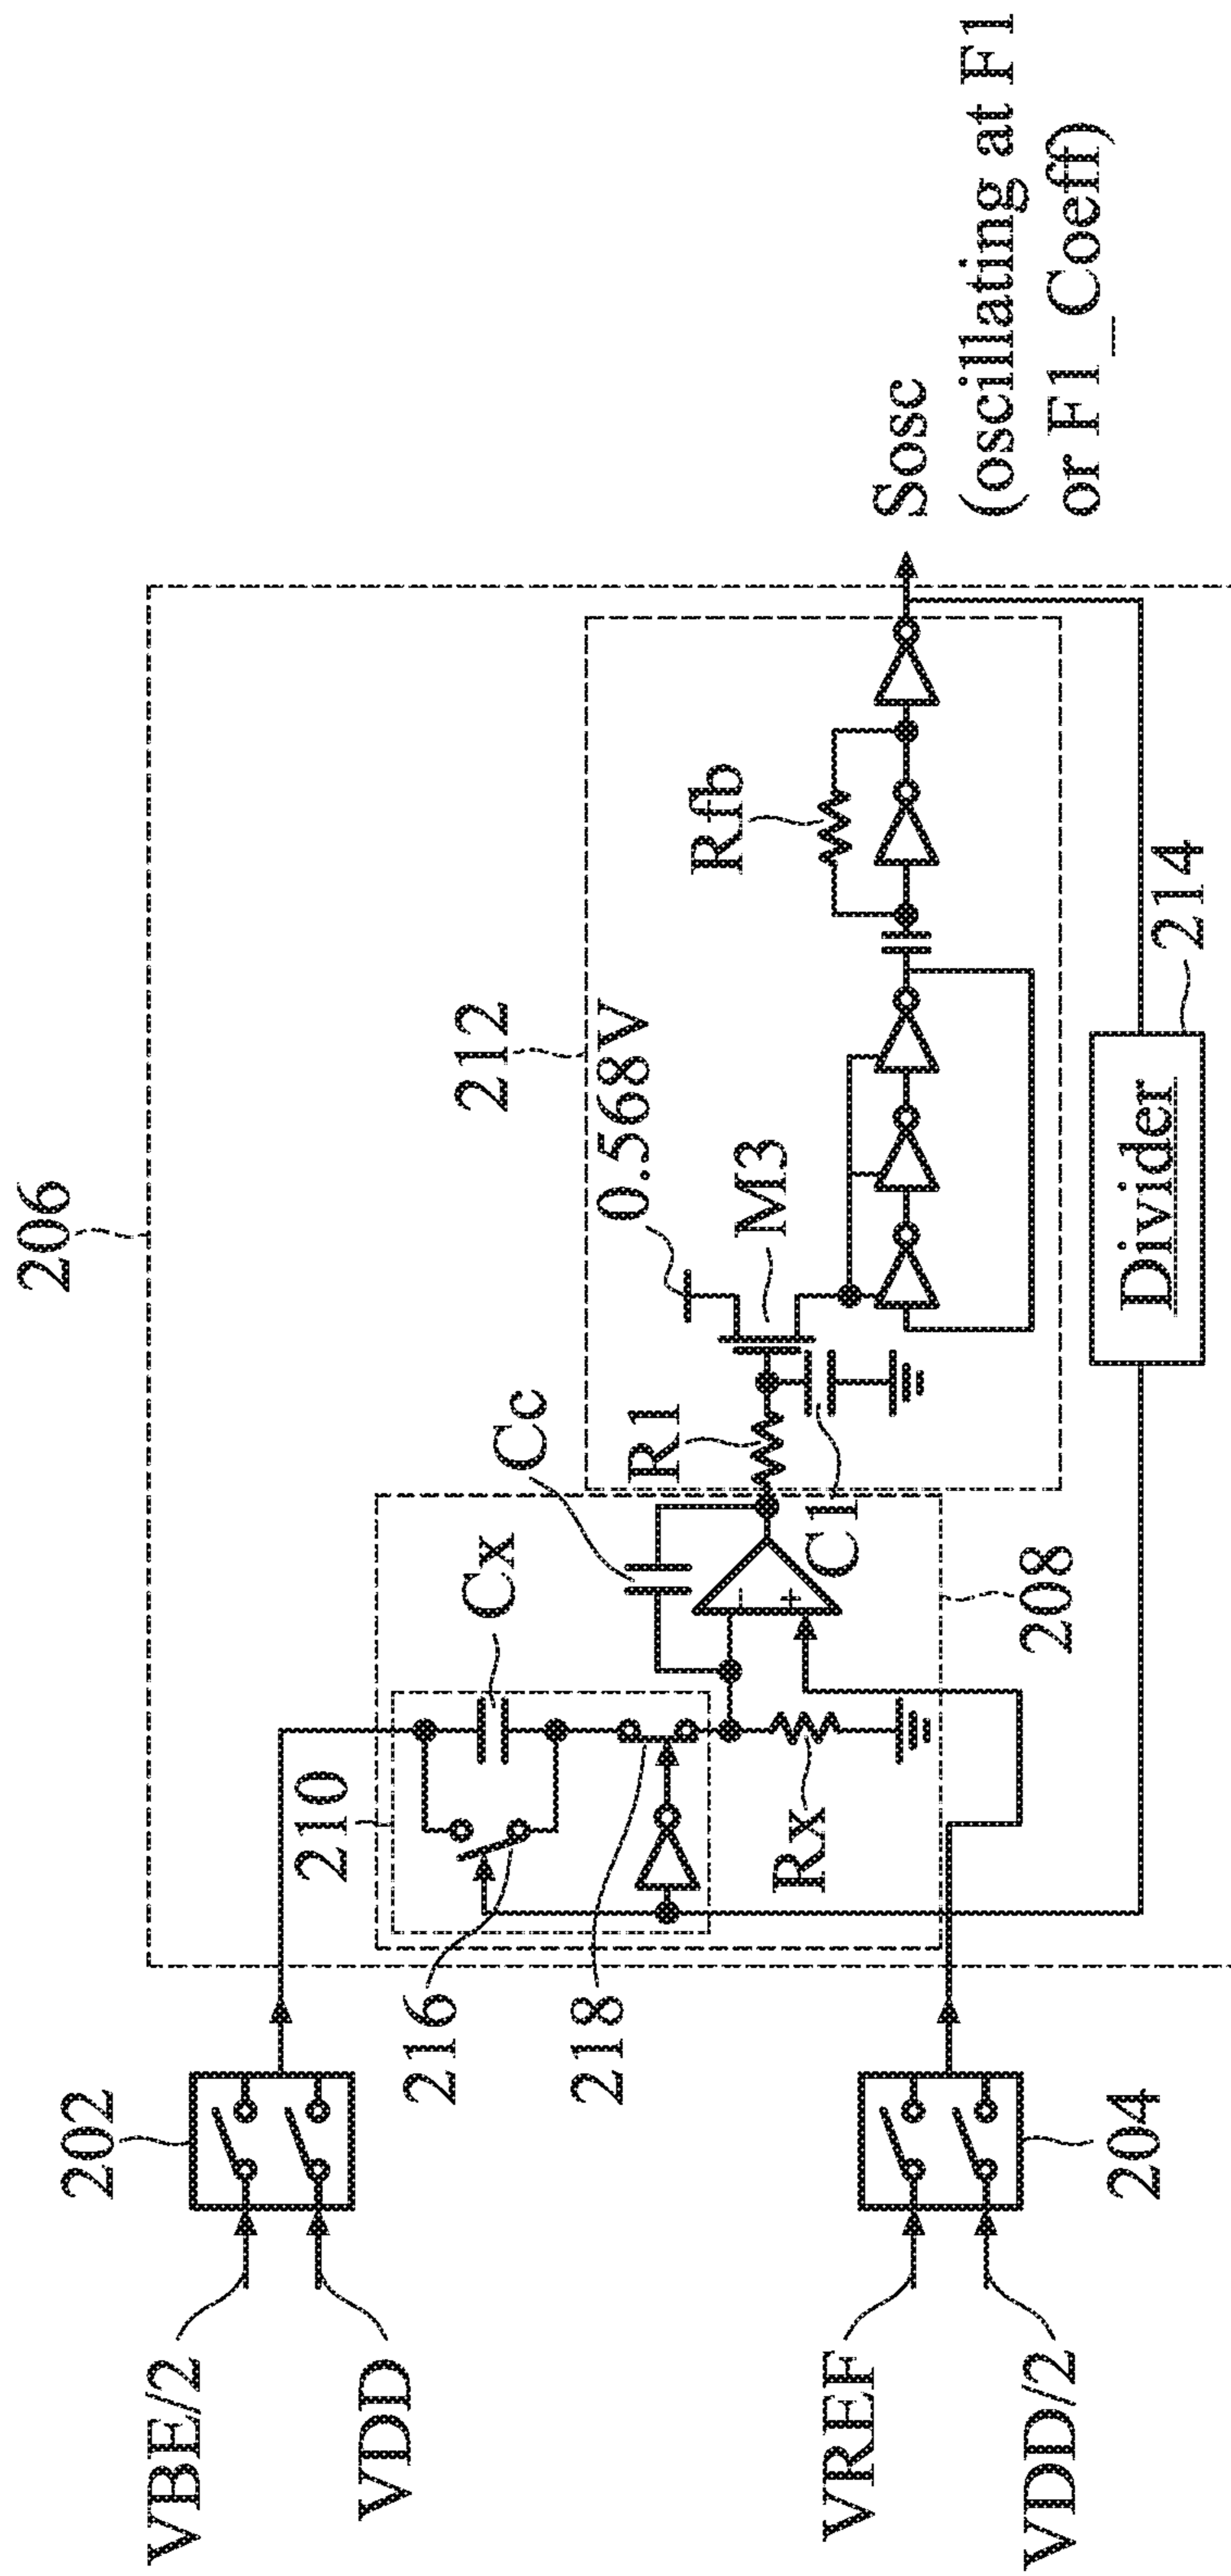 206
212
0.568V
M3
Rfb
Sosc
(oscillating at F1
or F1_Coeff)
Cc
R1
C1
Cx
210
216
218
Rx
208
+
−
202
VBE/2
VDD
204
VREF
VDD/2
Divider
214